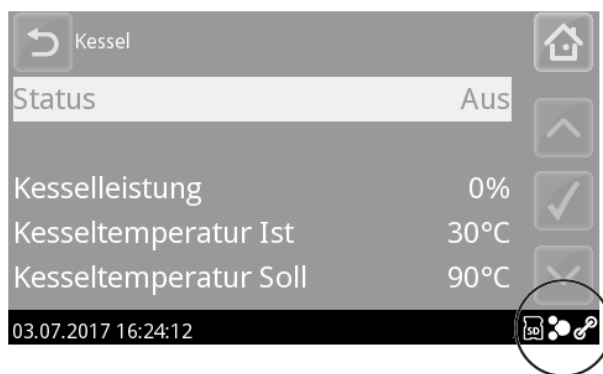 Kessel
Status Aus
Kesselleistung 0%
Kesseltemperatur Ist 30°C
Kesseltemperatur Soll 90°C
03.07.2017 16:24:12 SD